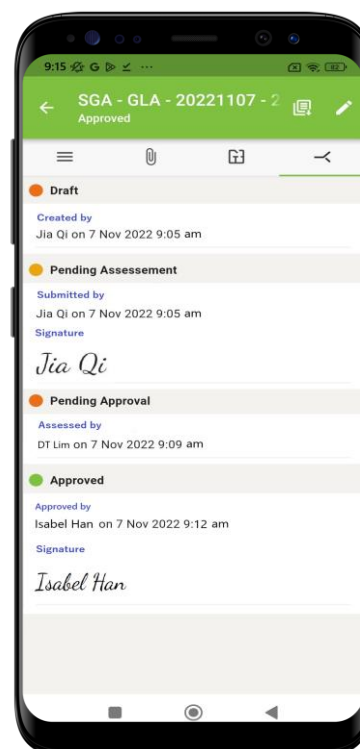 9:15
SGA - GLA - 20221107 - 2
Approved
Draft
Created by
Jia Qi on 7 Nov 2022 9:05 am
Pending Assessement
Submitted by
Jia Qi on 7 Nov 2022 9:05 am
Signature
Jia Qi
Pending Approval
Assessed by
DT Lim on 7 Nov 2022 9:09 am
Approved
Approved by
Isabel Han on 7 Nov 2022 9:12 am
Signature
Isabel Han